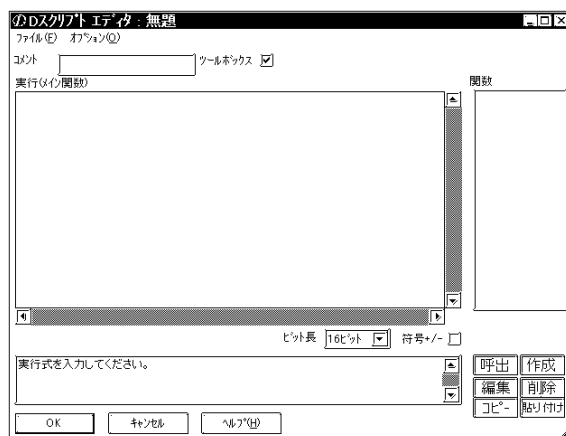 Dスクリプト エディタ : 無題
ファイル(F) オプション(O)
コメント ツールボックス
実行(メイン関数) 関数
ビット長 16ビット 符号+/-
実行式を入力してください。
呼出 作成
編集 削除
コピー 貼り付け
OK キャンセル ヘルプ(H)